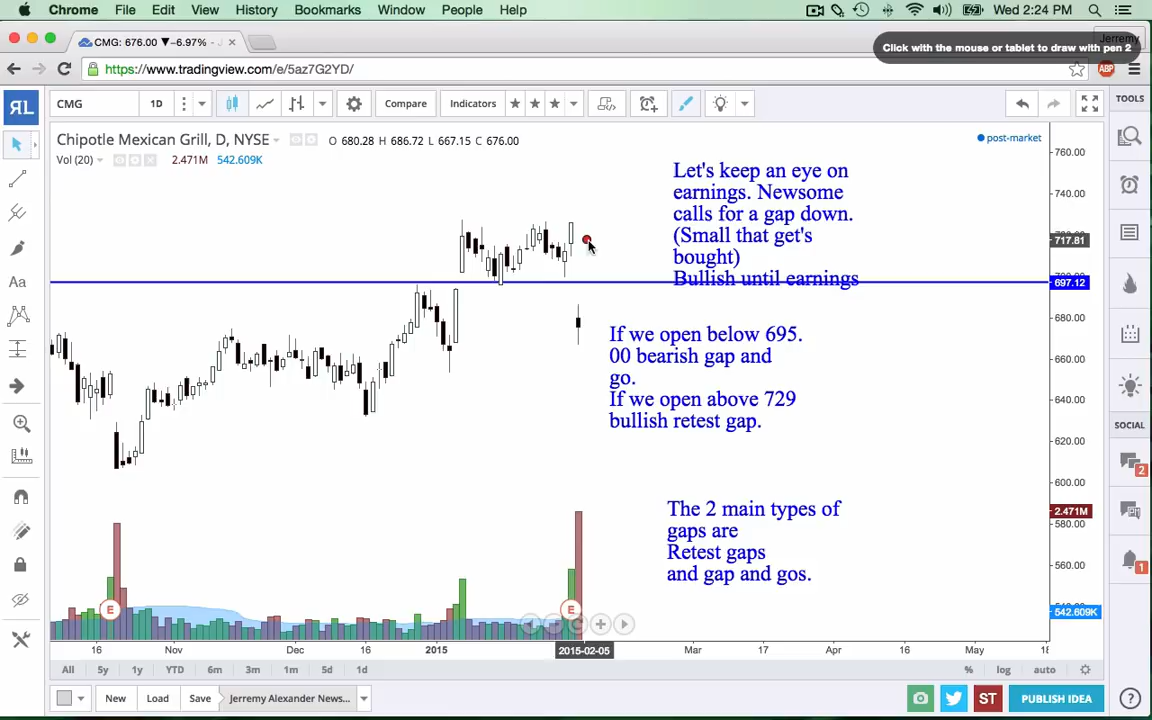 Chrome File Edit View History Bookmarks Window People Help Wed 2:24 PM
CMG: 676.00 ▼-6.97% -
Jeremy
Click with the mouse or tablet to draw with pen 2
https://www.tradingview.com/e/5az7G2YD/
ABP
CMG 1D Compare Indicators
TOOLS
Chipotle Mexican Grill, D, NYSE O 680.28 H 686.72 L 667.15 C 676.00
post-market
Vol (20) 2.471M 542.609K
Let's keep an eye on
earnings. Newsome
calls for a gap down.
(Small that get's
bought)
Bullish until earnings
If we open below 695.
00 bearish gap and
go.
If we open above 729
bullish retest gap.
The 2 main types of
gaps are
Retest gaps
and gap and gos.
760.00
740.00
717.81
697.12
680.00
660.00
640.00
620.00
600.00
2.471M
580.00
560.00
542.609K
SOCIAL
2
1
E E
16 Nov 16 Dec 16 2015 2015-02-05 Mar 17 Apr 16 May
All 5y 1y YTD 6m 3m 1m 5d 1d % log auto
New Load Save Jerremy Alexander News... ST PUBLISH IDEA